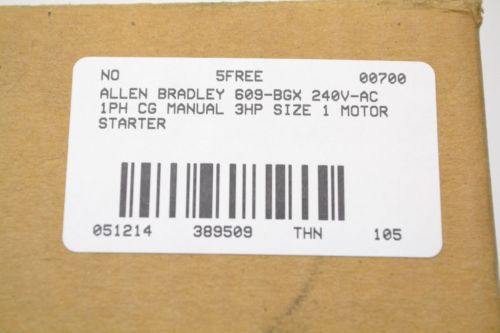 NO 5FREE 00700
ALLEN BRADLEY 609-BGX 240V-AC
1PH CG MANUAL 3HP SIZE 1 MOTOR
STARTER
051214 389509 THN 105